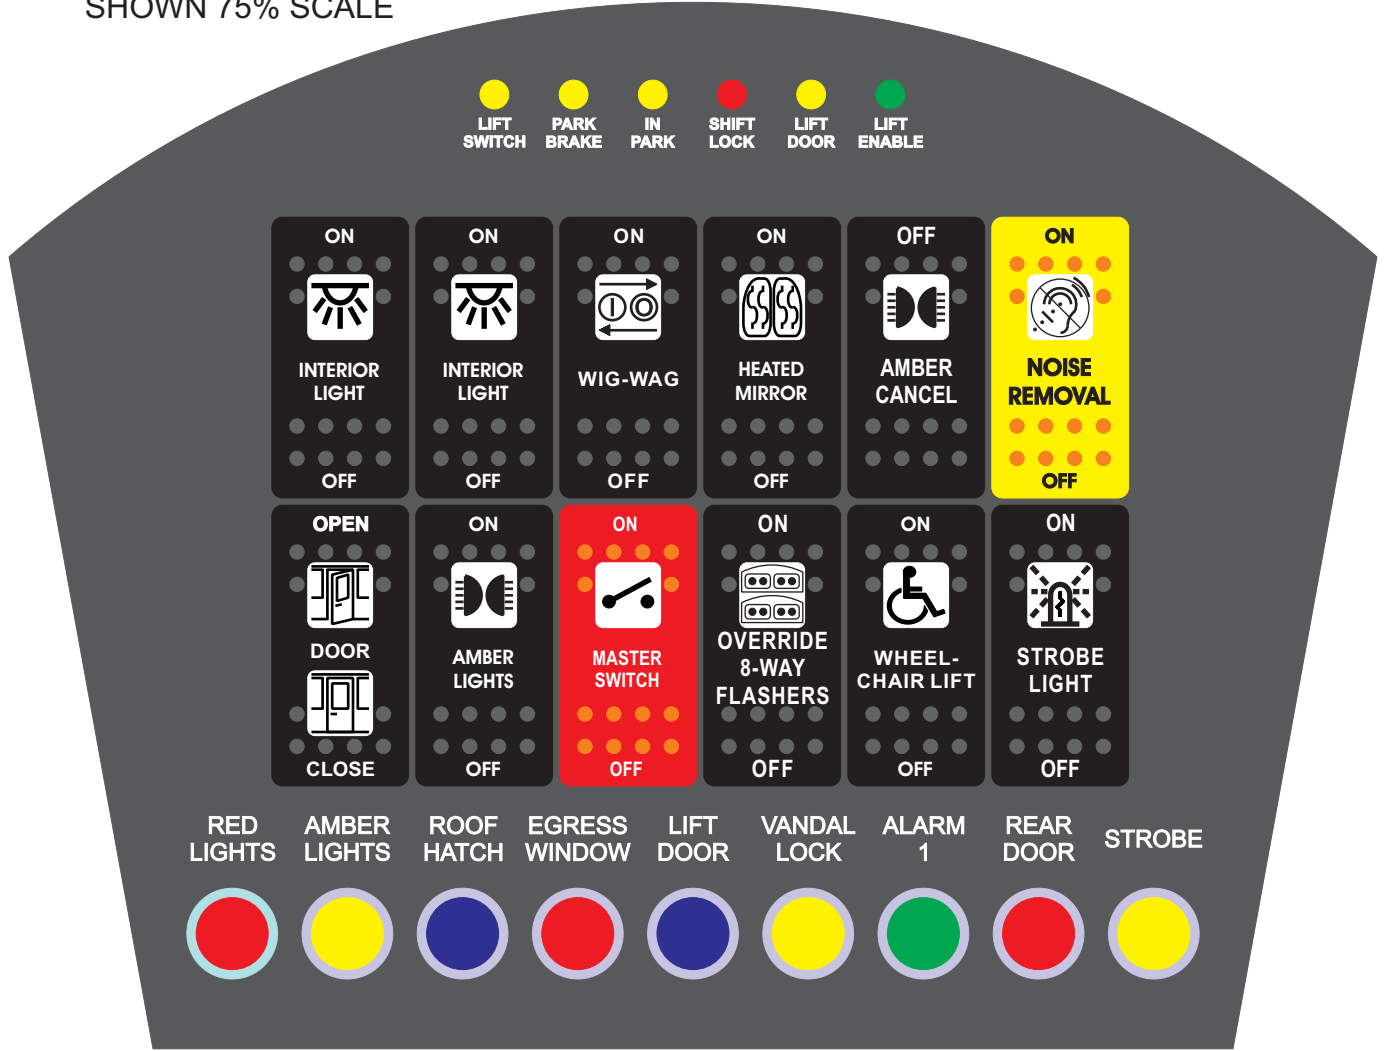 SHOWN 75% SCALE
LIFT
SWITCH
PARK
BRAKE
IN
PARK
SHIFT
LOCK
LIFT
DOOR
LIFT
ENABLE
ON
INTERIOR
LIGHT
OFF
ON
INTERIOR
LIGHT
OFF
ON
WIG-WAG
OFF
ON
HEATED
MIRROR
OFF
OFF
AMBER
CANCEL
ON
NOISE
REMOVAL
OFF
OPEN
DOOR
CLOSE
ON
AMBER
LIGHTS
OFF
ON
MASTER
SWITCH
OFF
ON
OVERRIDE
8-WAY
FLASHERS
OFF
ON
WHEEL-
CHAIR LIFT
OFF
ON
STROBE
LIGHT
OFF
RED
LIGHTS
AMBER
LIGHTS
ROOF
HATCH
EGRESS
WINDOW
LIFT
DOOR
VANDAL
LOCK
ALARM
1
REAR
DOOR
STROBE